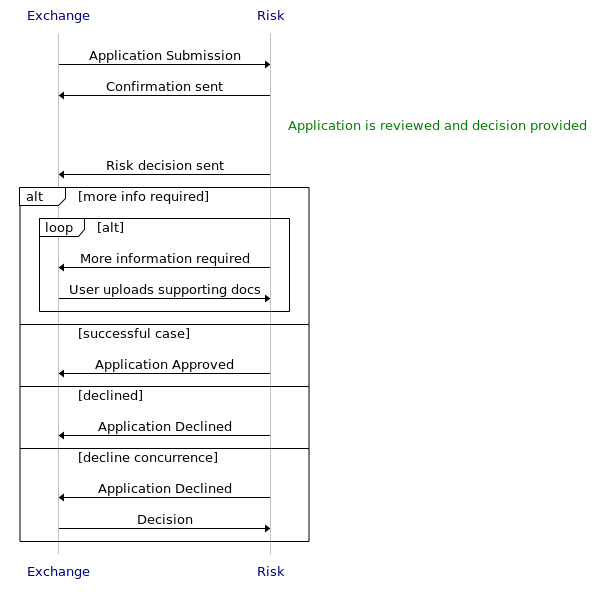 Exchange Risk
Application Submission
Confirmation sent
Application is reviewed and decision provided
Risk decision sent
alt [more info required]
loop [alt]
More information required
User uploads supporting docs
[successful case]
Application Approved
[declined]
Application Declined
[decline concurrence]
Application Declined
Decision
Exchange Risk